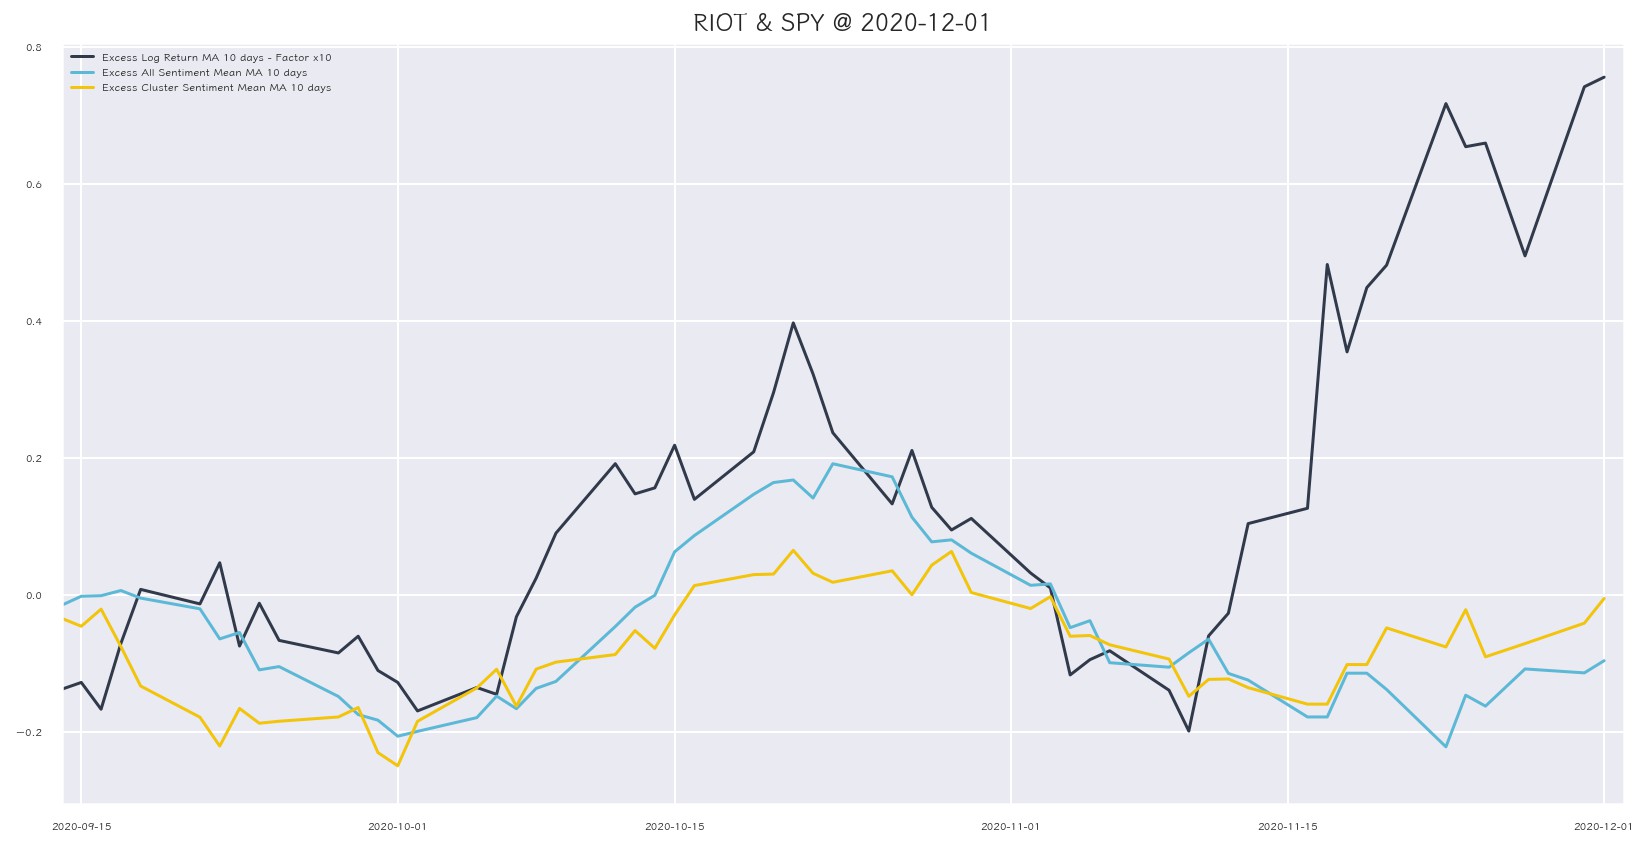 RIOT & SPY @ 2020-12-01
Excess Log Return MA 10 days - Factor x10
Excess All Sentiment Mean MA 10 days
Excess Cluster Sentiment Mean MA 10 days
0.8
0.6
0.4
0.2
0.0
−0.2
2020-09-15 2020-10-01 2020-10-15 2020-11-01 2020-11-15 2020-12-01